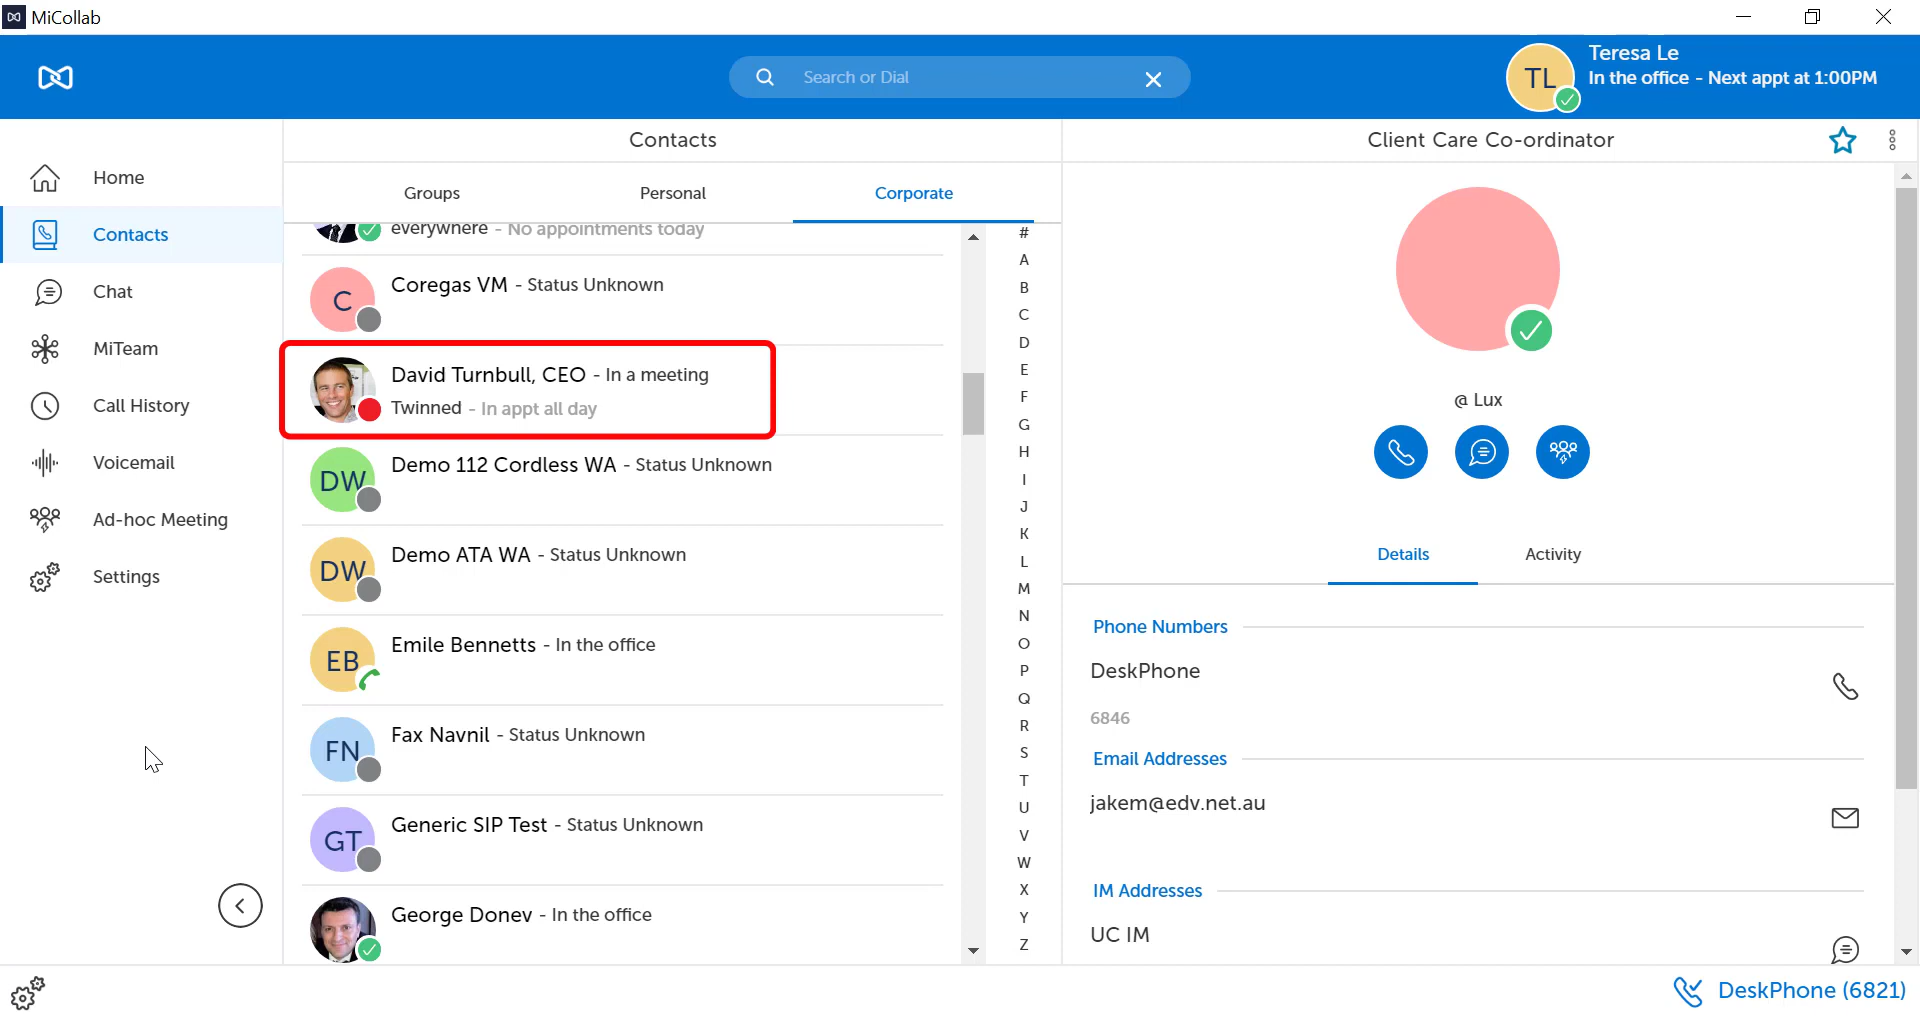 MiCollab
Search or Dial
TL
Teresa Le
In the office - Next appt at 1:00PM
Home
Contacts
Chat
MiTeam
Call History
Voicemail
Ad-hoc Meeting
Settings
Contacts
Groups
Personal
Corporate
everywhere - No appointments today
C
Coregas VM - Status Unknown
David Turnbull, CEO - In a meeting
Twinned - In appt all day
DW
Demo 112 Cordless WA - Status Unknown
DW
Demo ATA WA - Status Unknown
EB
Emile Bennetts - In the office
FN
Fax Navnil - Status Unknown
GT
Generic SIP Test - Status Unknown
George Donev - In the office
#
A
B
C
D
E
F
G
H
I
J
K
L
M
N
O
P
Q
R
S
T
U
V
W
X
Y
Z
Client Care Co-ordinator
@ Lux
Details
Activity
Phone Numbers
DeskPhone
6846
Email Addresses
jakem@edv.net.au
IM Addresses
UC IM
DeskPhone (6821)